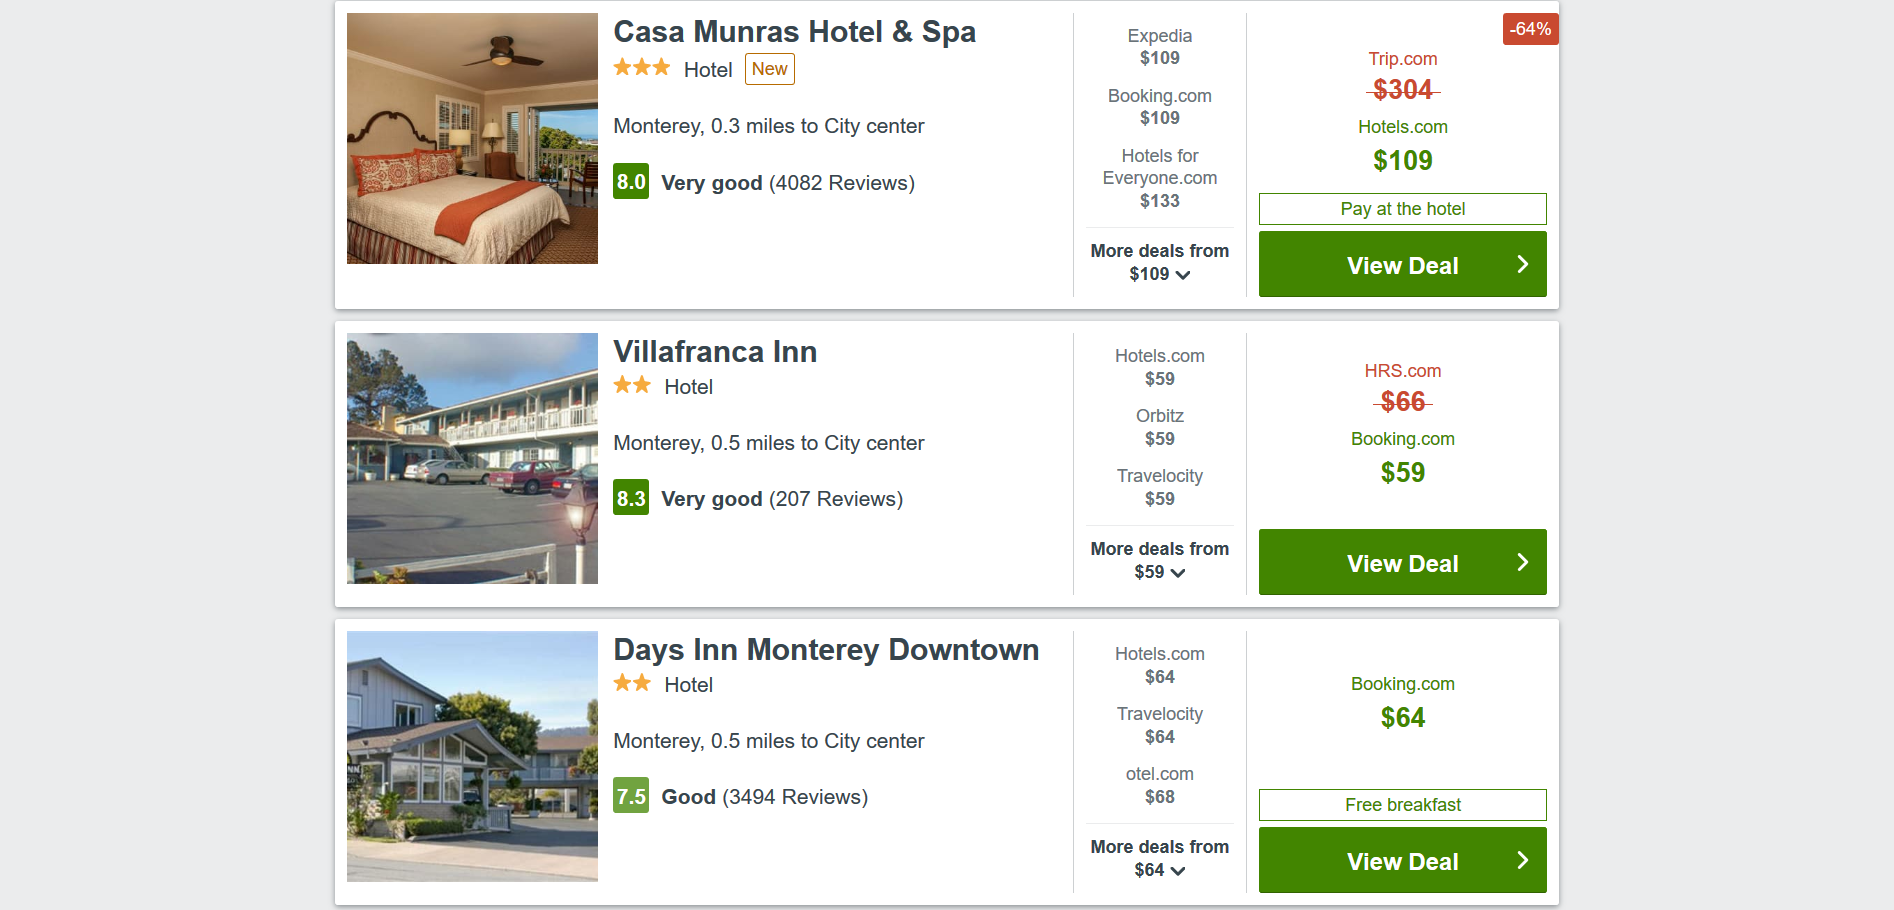 Casa Munras Hotel & Spa
Hotel New
Monterey, 0.3 miles to City center
8.0 Very good (4082 Reviews)
Expedia
$109
Booking.com
$109
Hotels for
Everyone.com
$133
More deals from
$109
-64%
Trip.com
$304
Hotels.com
$109
Pay at the hotel
View Deal
Villafranca Inn
Hotel
Monterey, 0.5 miles to City center
8.3 Very good (207 Reviews)
Hotels.com
$59
Orbitz
$59
Travelocity
$59
More deals from
$59
HRS.com
$66
Booking.com
$59
View Deal
Days Inn Monterey Downtown
Hotel
Monterey, 0.5 miles to City center
7.5 Good (3494 Reviews)
Hotels.com
$64
Travelocity
$64
otel.com
$68
More deals from
$64
Booking.com
$64
Free breakfast
View Deal